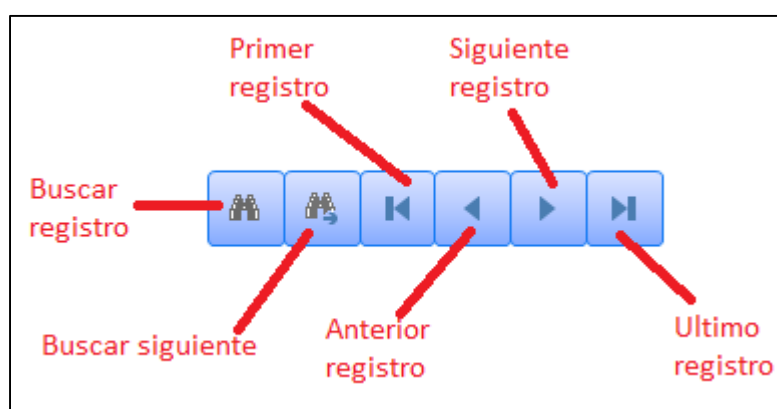 Primer
registro
Siguiente
registro
Buscar
registro
Buscar siguiente
Anterior
registro
Ultimo
registro